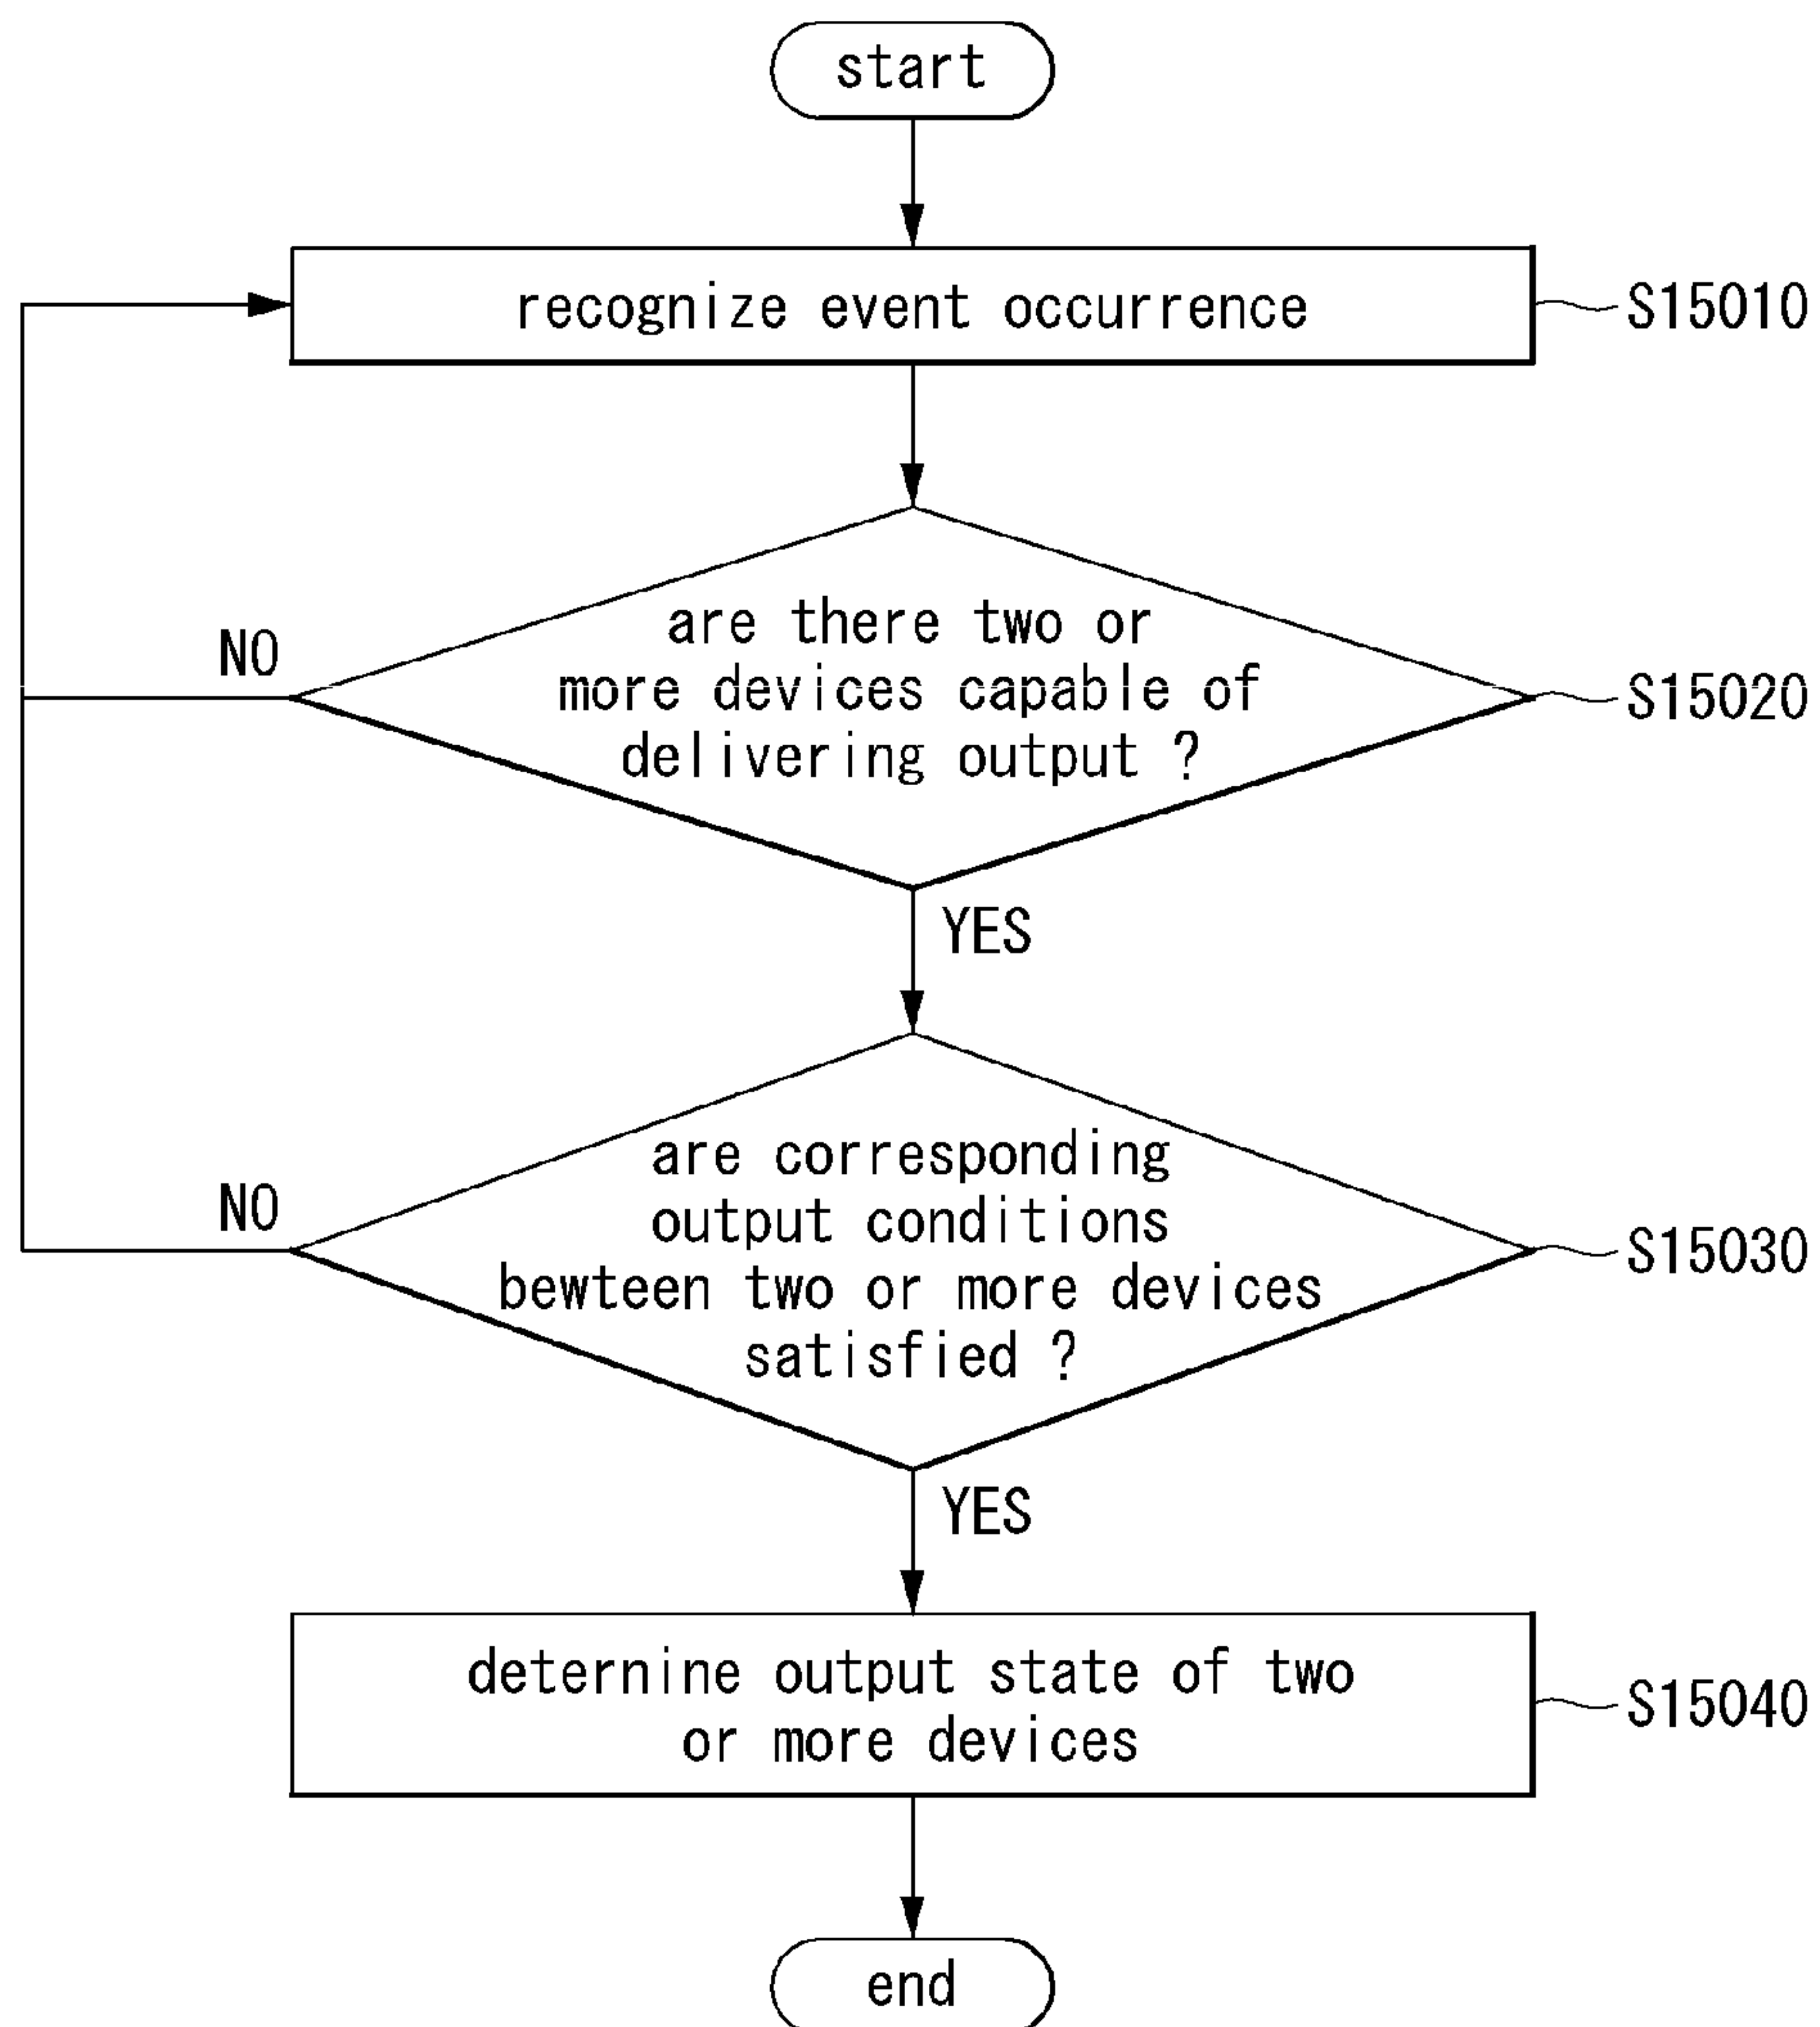 start
recognize event occurrence
S15010
are there two or
more devices capable of
delivering output ?
NO
S15020
YES
are corresponding
output conditions
bewteen two or more devices
satisfied ?
NO
S15030
YES
deternine output state of two
or more devices
S15040
end